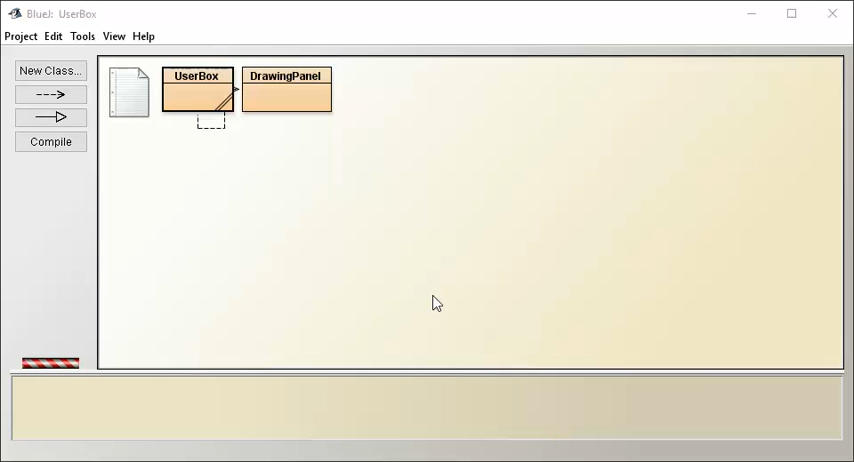 BlueJ: UserBox
Project Edit Tools View Help
New Class...
UserBox
DrawingPanel
Compile